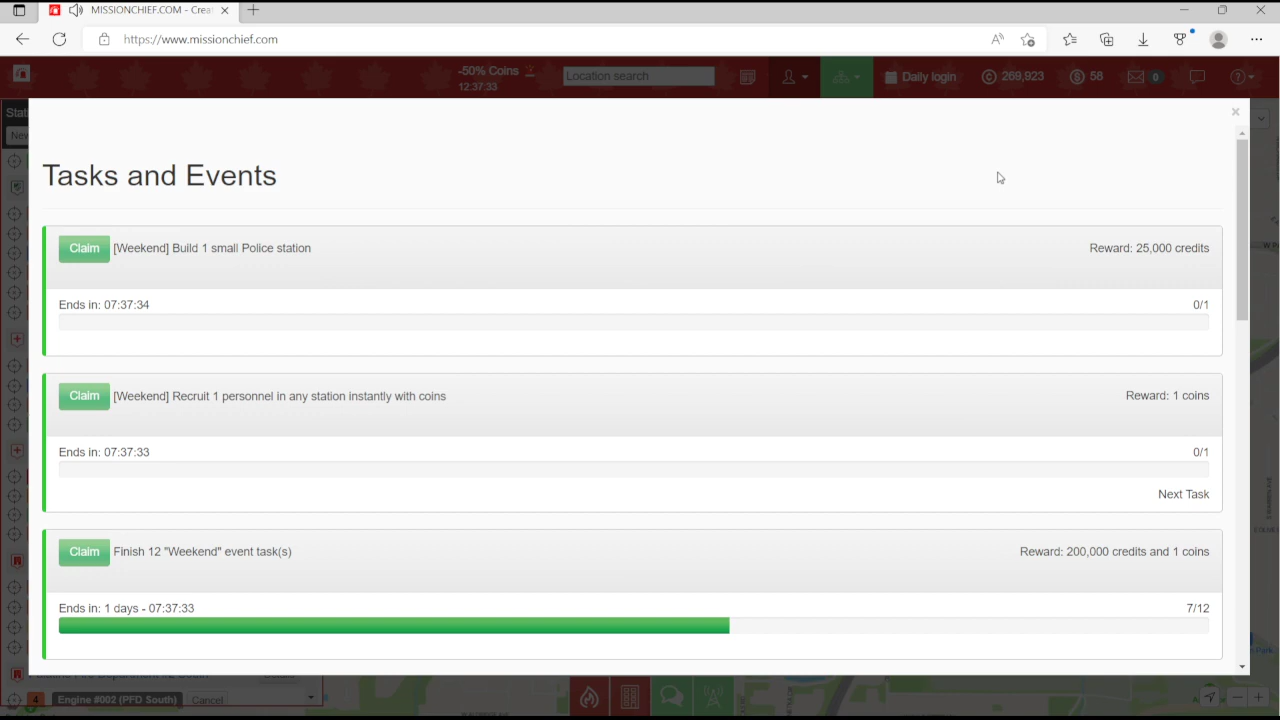 MISSIONCHIEF.COM - Crea
https://www.missionchief.com
-50% Coins
12:37:33
Location search
Daily login
269,923
58
0
Stati
New
Tasks and Events
Claim [Weekend] Build 1 small Police station Reward: 25,000 credits
Ends in: 07:37:34 0/1
Claim [Weekend] Recruit 1 personnel in any station instantly with coins Reward: 1 coins
Ends in: 07:37:33 0/1
Next Task
Claim Finish 12 "Weekend" event task(s) Reward: 200,000 credits and 1 coins
Ends in: 1 days - 07:37:33 7/12
4 Engine #002 (PFD South) Cancel